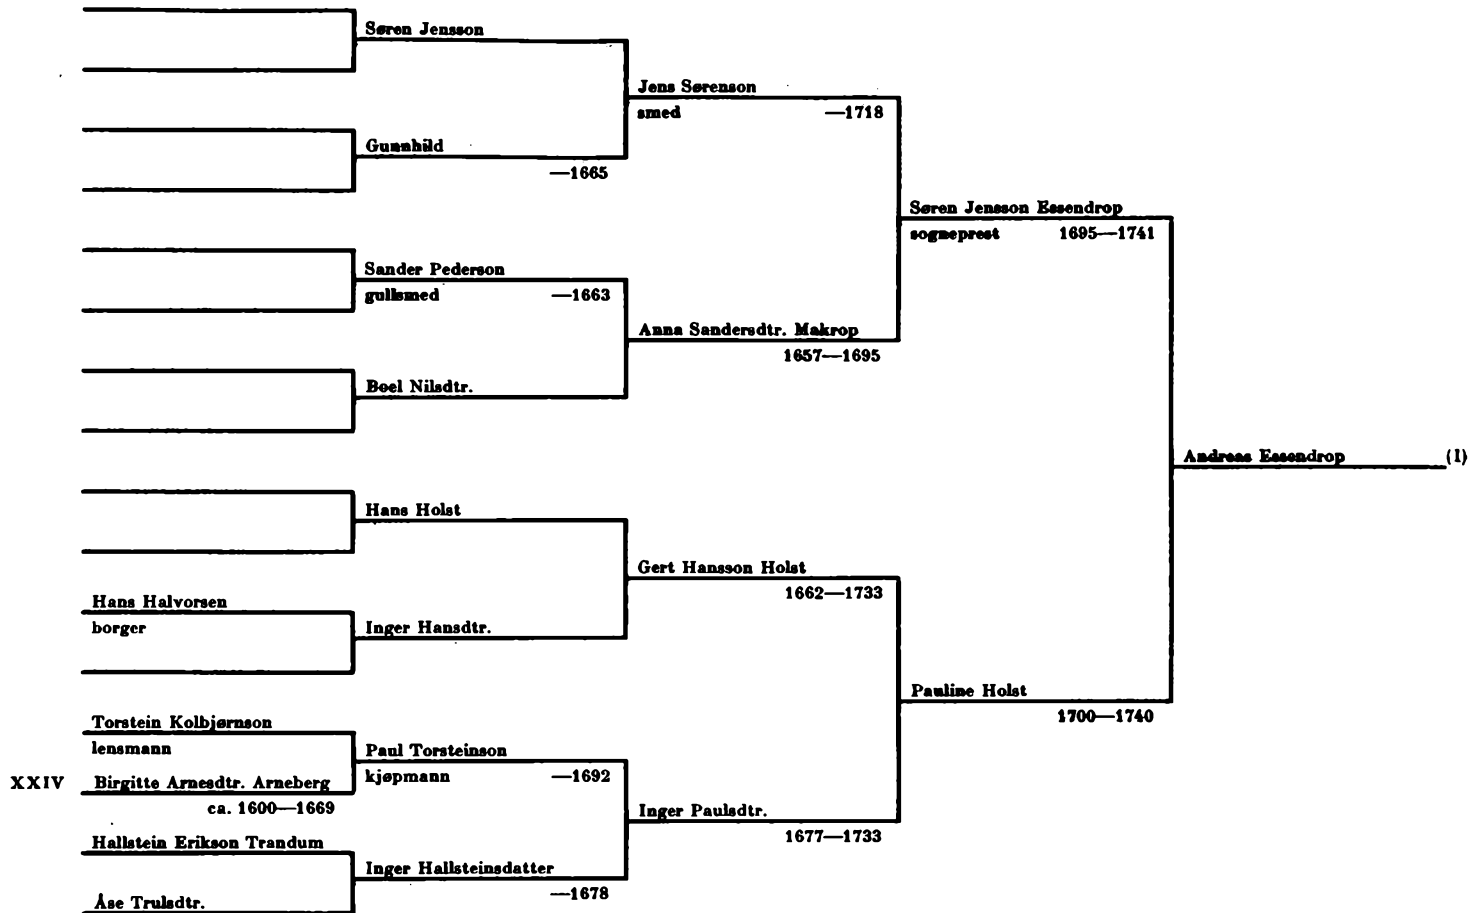 Søren Jensson
Jens Sørenson
smed —1718
Gunnhild
—1665
Søren Jensson Essendrop
sogneprest 1695—1741
Sander Pederson
gullsmed —1663
Anna Sandersdtr. Makrop
1657—1695
Boel Nilsdtr.
Andreas Essendrop (I)
Hans Holst
Gert Hansson Holst
1662—1733
Hans Halvorsen
borger
Inger Hansdtr.
Pauline Holst
1700—1740
Torstein Kolbjørnson
lensmann
Paul Torsteinson
kjøpmann —1692
XXIV Birgitte Arnesdtr. Arneberg
ca. 1600—1669
Inger Paulsdtr.
1677—1733
Hallstein Erikson Trandum
Inger Hallsteinsdatter
—1678
Åse Trulsdtr.